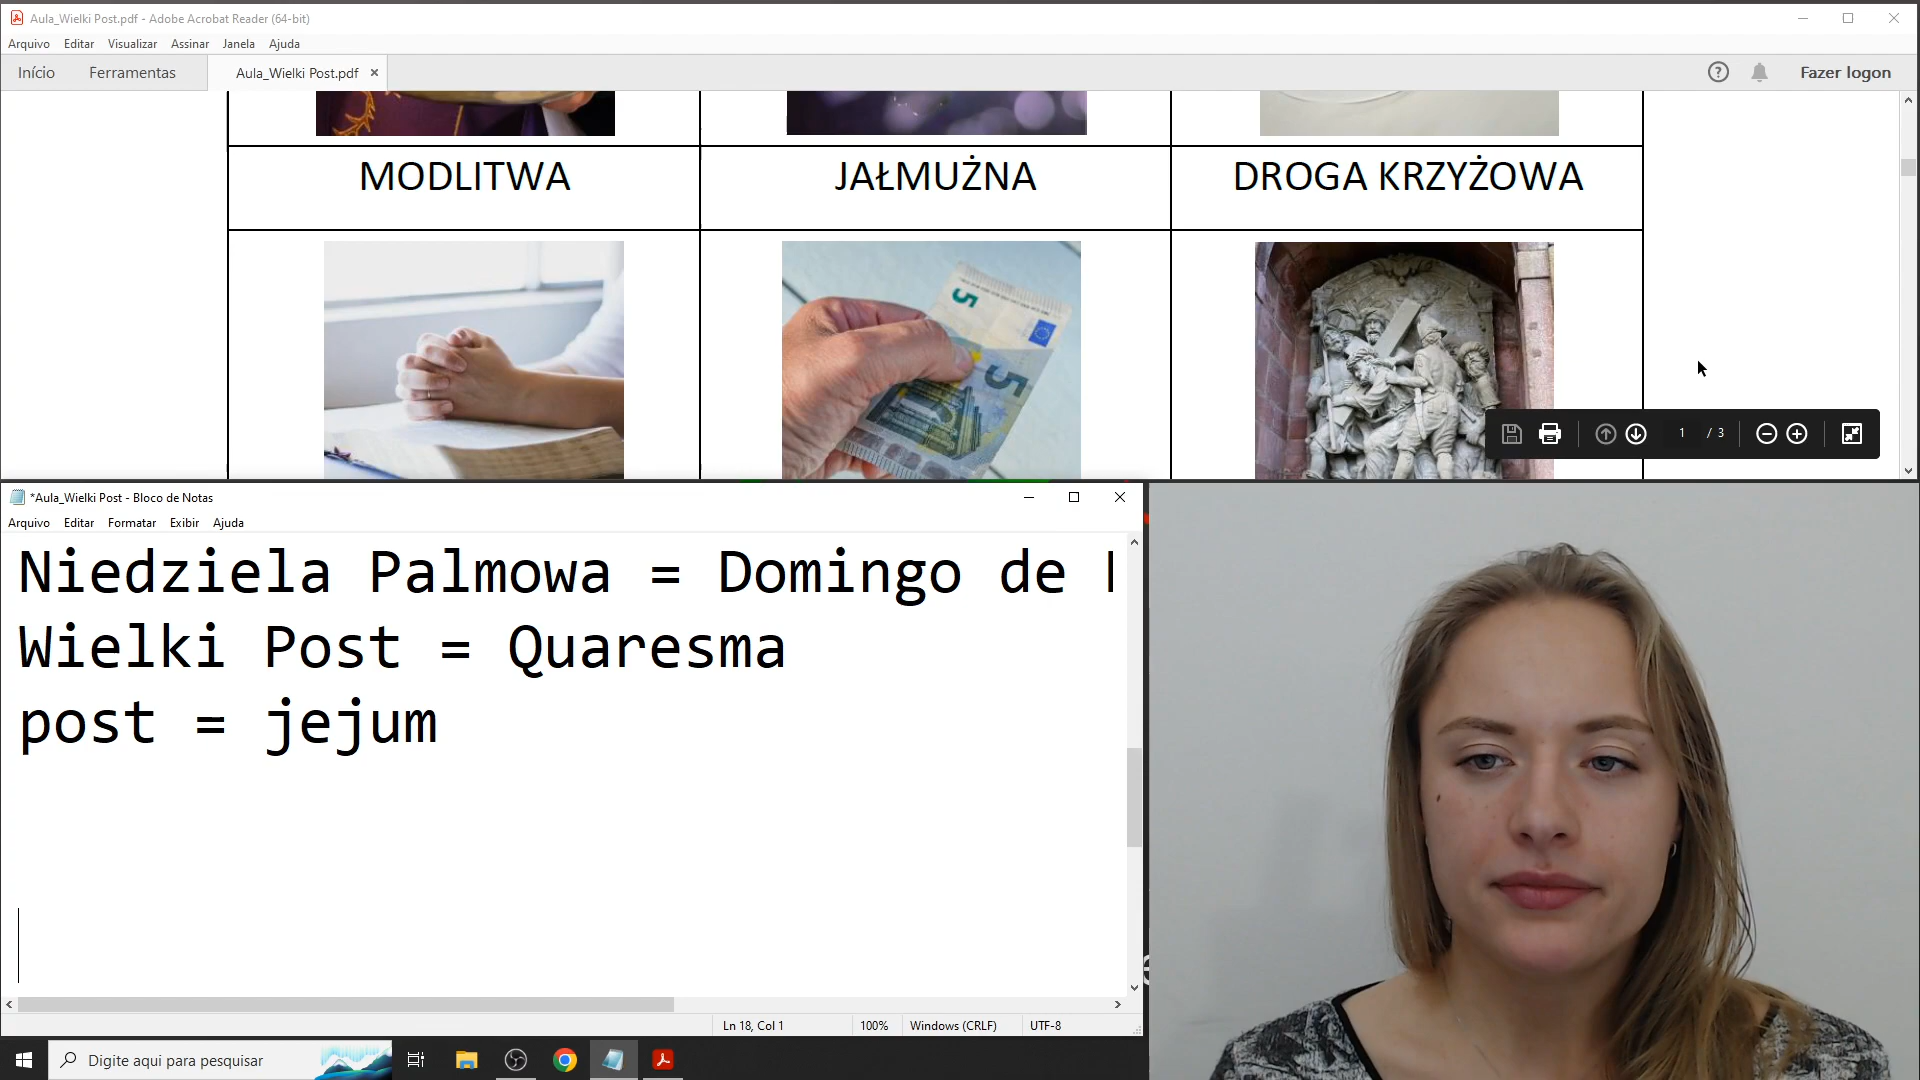 Aula_Wielki Post.pdf - Adobe Acrobat Reader (64-bit)
Arquivo Editar Visualizar Assinar Janela Ajuda
Início Ferramentas Aula_Wielki Post.pdf Fazer logon
MODLITWA JAŁMUŻNA DROGA KRZYŻOWA
5
5
1 / 3
*Aula_Wielki Post - Bloco de Notas
Arquivo Editar Formatar Exibir Ajuda
Niedziela Palmowa = Domingo de
Wielki Post = Quaresma
post = jejum
Ln 18, Col 1 100% Windows (CRLF) UTF-8
Digite aqui para pesquisar